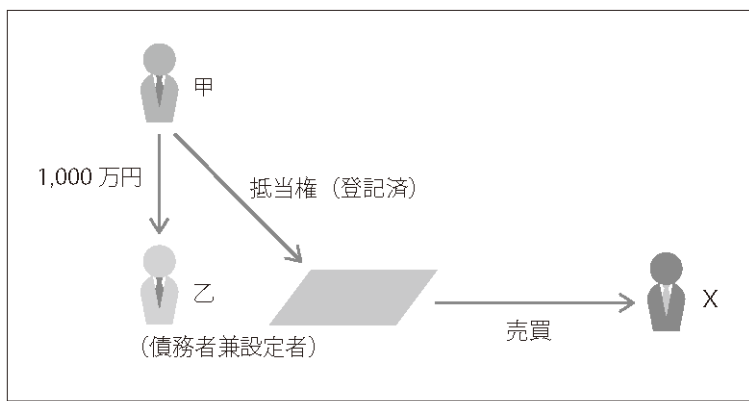 甲
1,000 万円
抵当権（登記済）
乙
（債務者兼設定者）
売買
X